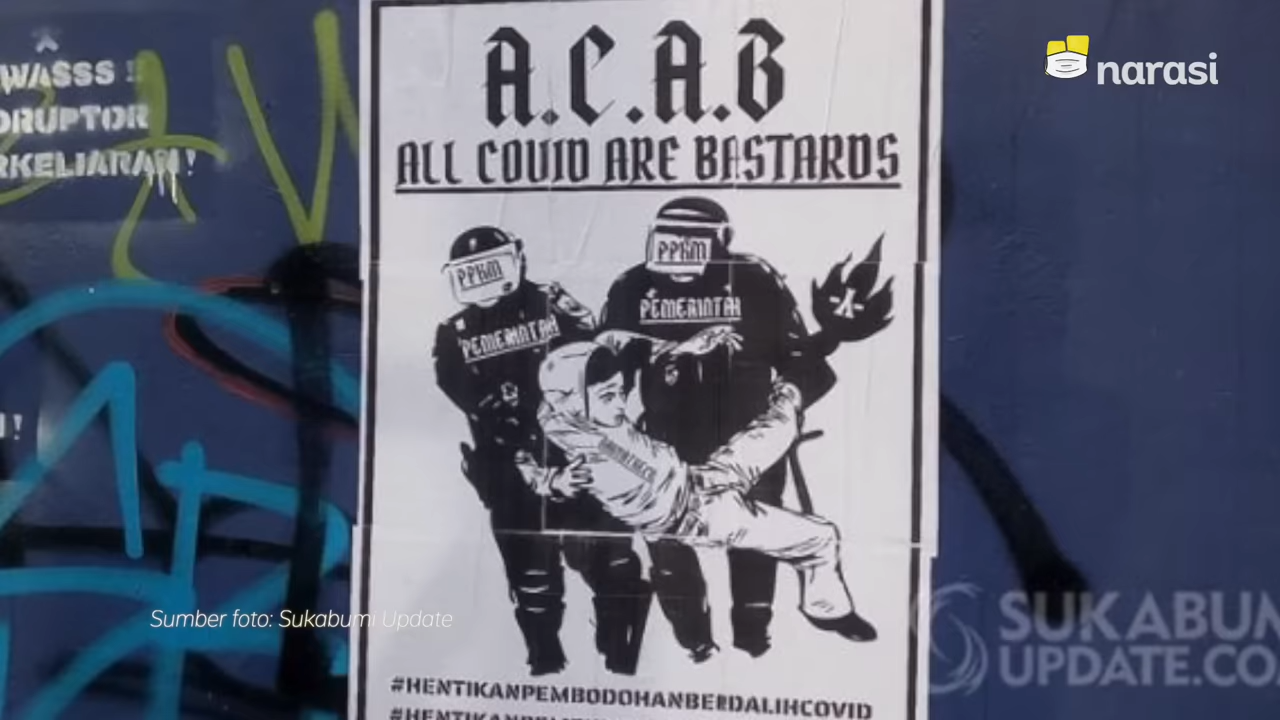 WASSS !
ORUPTOR
RKELIARAN!
A.C.A.B
ALL COVID ARE BASTARDS
narasi
PPKM
PPKM
PEMERINTAH
PEMERINTAH
!
Sumber foto: Sukabumi Update
SUKABUM
UPDATE.CO
#HENTIKANPEMBODOHANBERDALIHCOVID